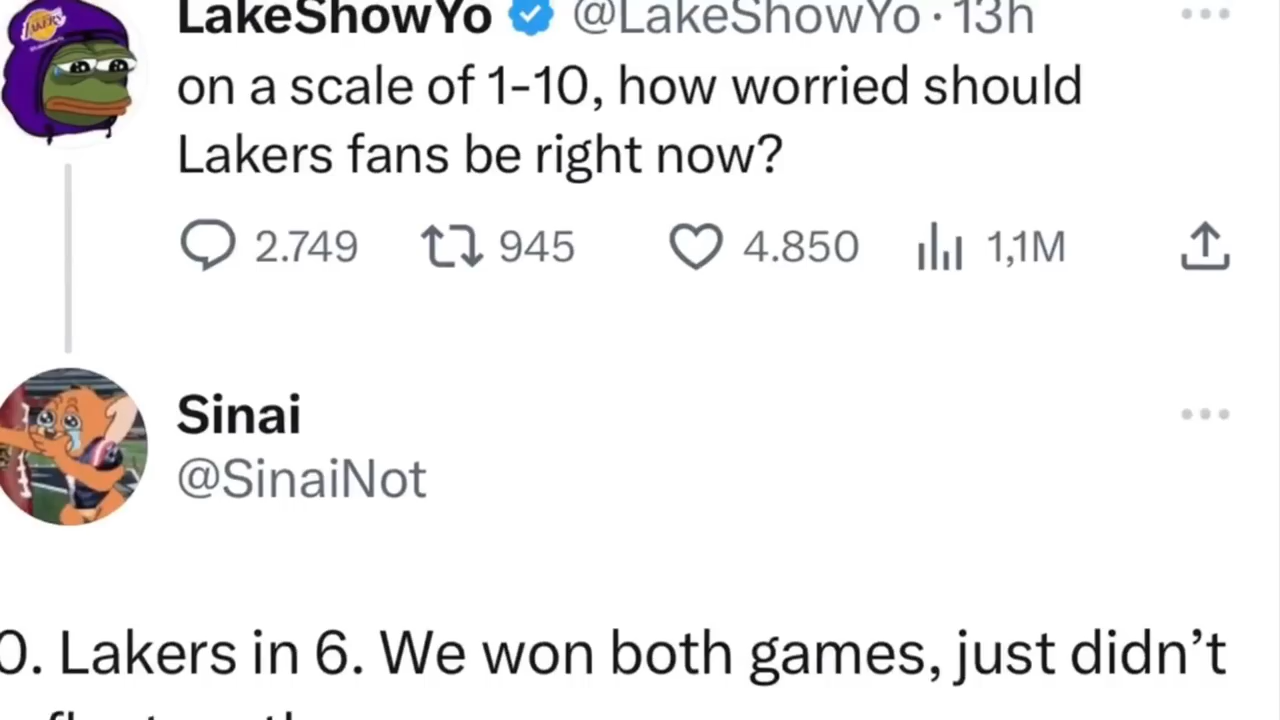 LakeShowYo @LakeShowYo · 13h
on a scale of 1-10, how worried should
Lakers fans be right now?
2.749 945 4.850 1,1M
Sinai
@SinaiNot
0. Lakers in 6. We won both games, just didn’t